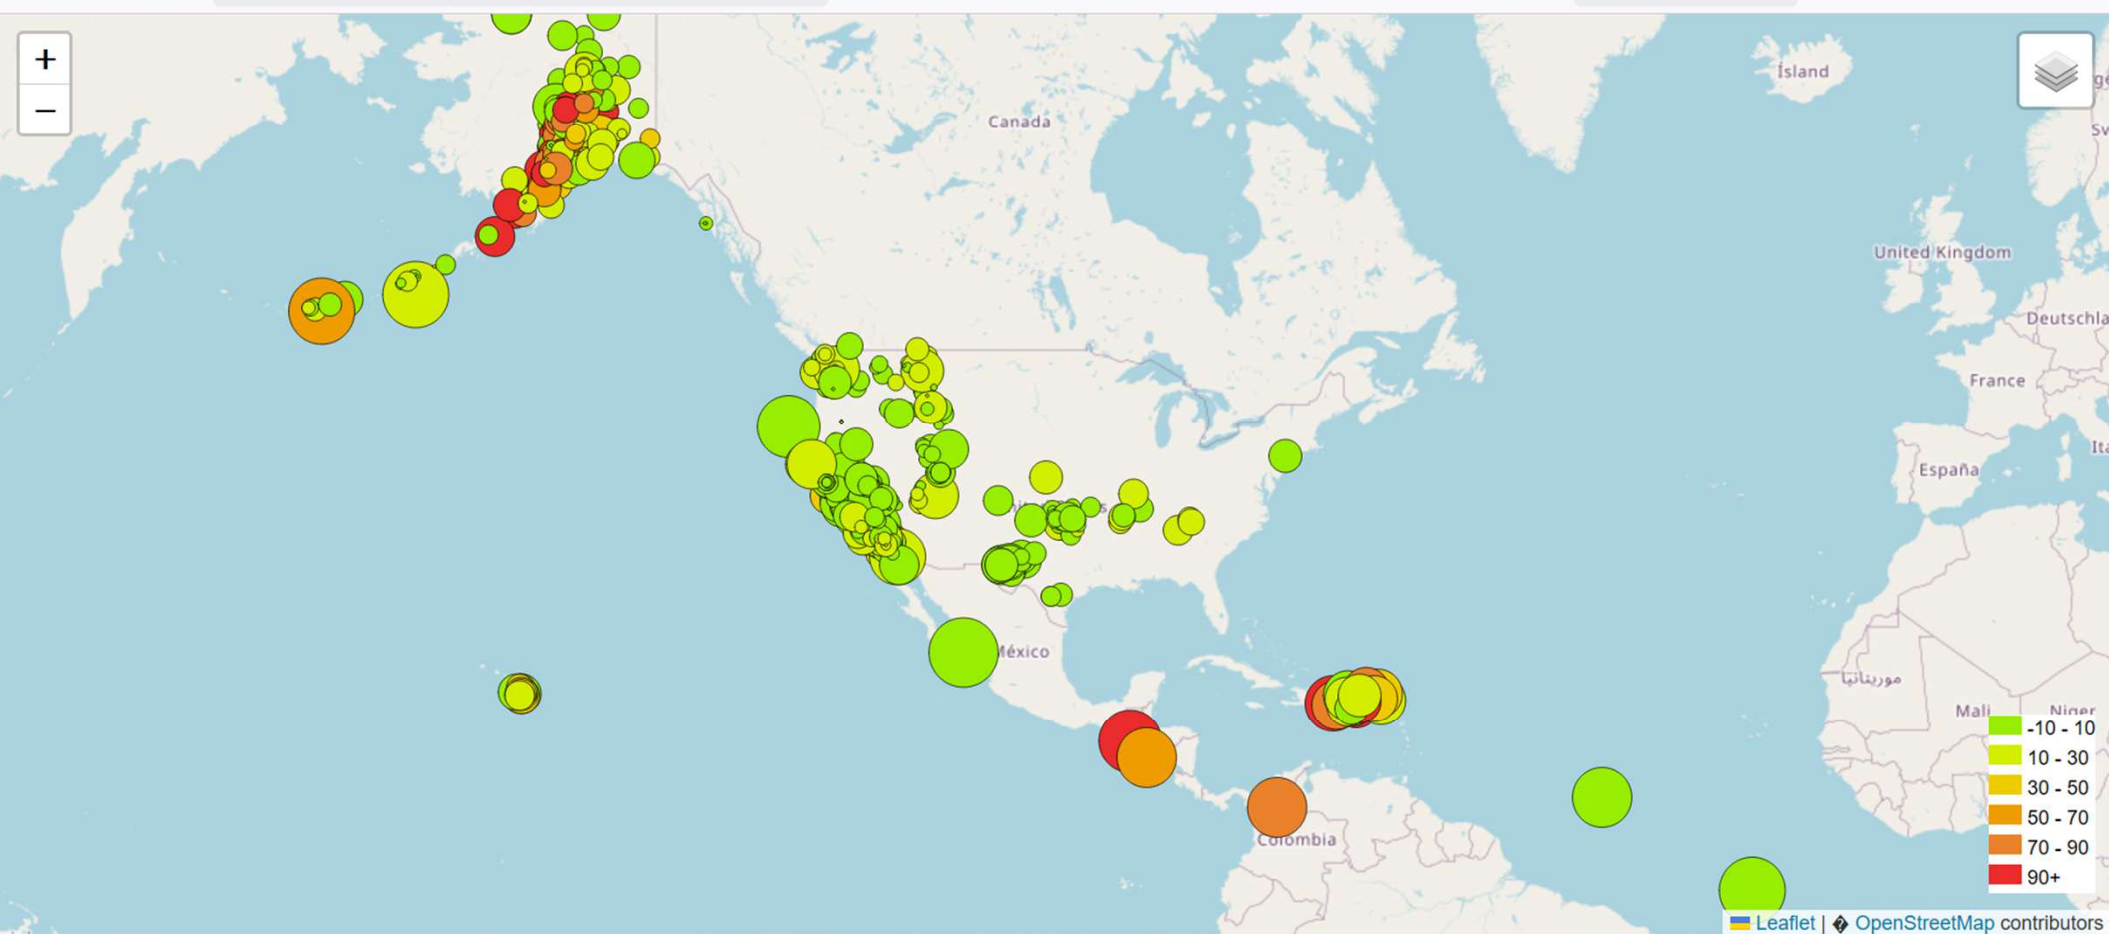 +
−
Ísland
Canada
United Kingdom
Deutschla
France
España
México
موريتانيا
Mali
Niger
Colombia
-10 - 10
10 - 30
30 - 50
50 - 70
70 - 90
90+
Leaflet | � OpenStreetMap contributors